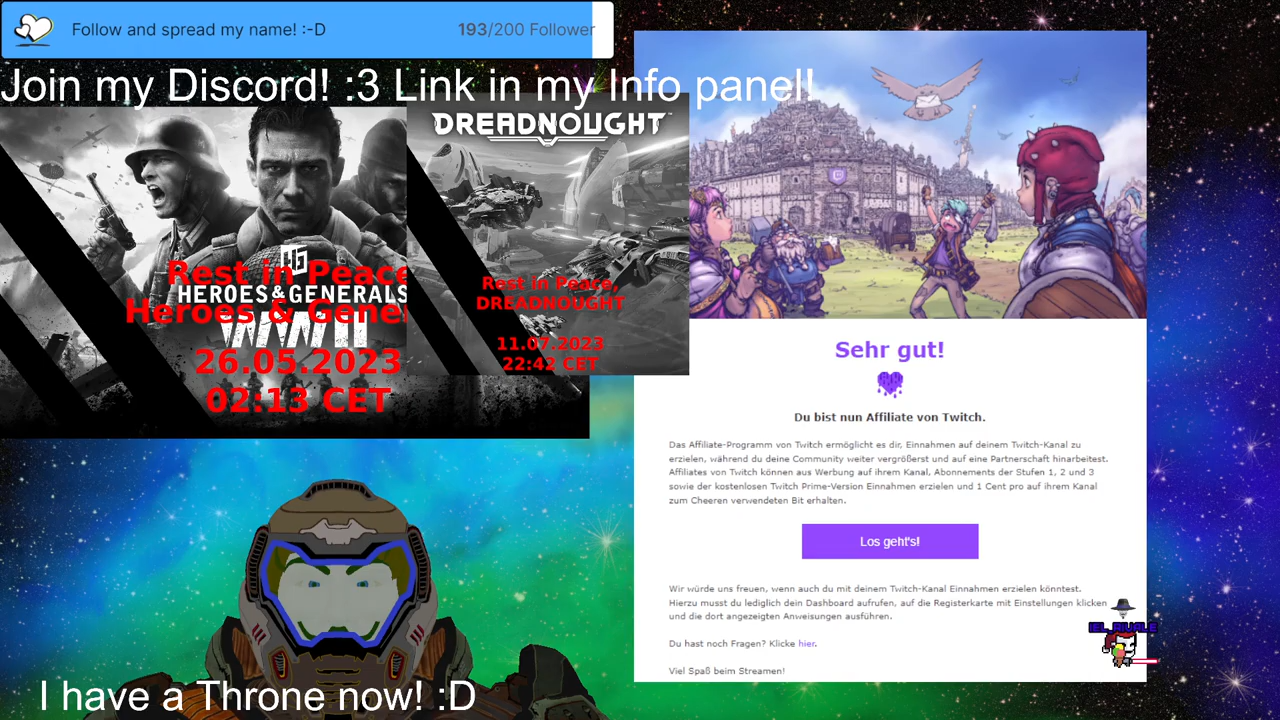 Follow and spread my name! :-D
193/200 Follower
Join my Discord! :3 Link in my Info panel!
DREADNOUGHT
Rest in Peace
HEROES & GENERALS
Heroes & Gener
WWII
26.05.2023
02:13 CET
Rest in Peace,
DREADNOUGHT
11.07.2023
22:42 CET
Sehr gut!
Du bist nun Affiliate von Twitch.
Das Affiliate-Programm von Twitch ermöglicht es dir, Einnahmen auf deinem Twitch-Kanal zu
erzielen, während du deine Community weiter vergrößerst und auf eine Partnerschaft hinarbeitest.
Affiliates von Twitch können aus Werbung auf ihrem Kanal, Abonnements der Stufen 1, 2 und 3
sowie der kostenlosen Twitch Prime-Version Einnahmen erzielen und 1 Cent pro auf ihrem Kanal
zum Cheeren verwendeten Bit erhalten.
Los geht's!
Wir würde uns freuen, wenn auch du mit deinem Twitch-Kanal Einnahmen erzielen könntest.
Hierzu musst du lediglich dein Dashboard aufrufen, auf die Registerkarte mit Einstellungen klicken
und die dort angezeigten Anweisungen ausführen.
Du hast noch Fragen? Klicke hier.
Viel Spaß beim Streamen!
I have a Throne now! :D